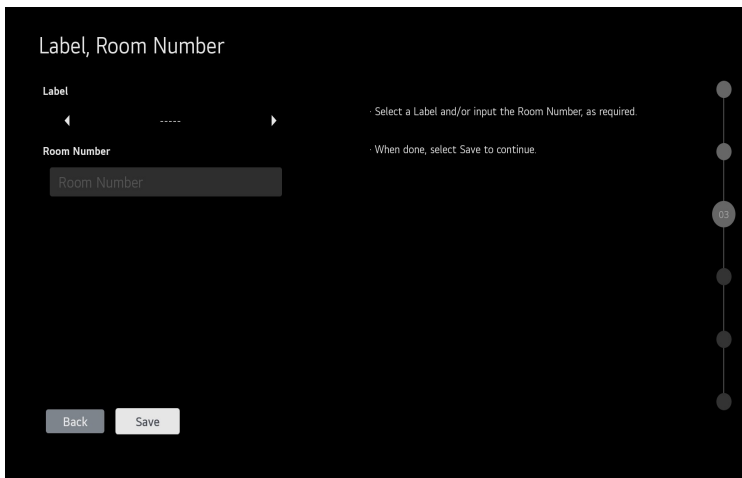 Label, Room Number
Label
-----
Room Number
Room Number
· Select a Label and/or input the Room Number, as required.
· When done, select Save to continue.
03
Back
Save